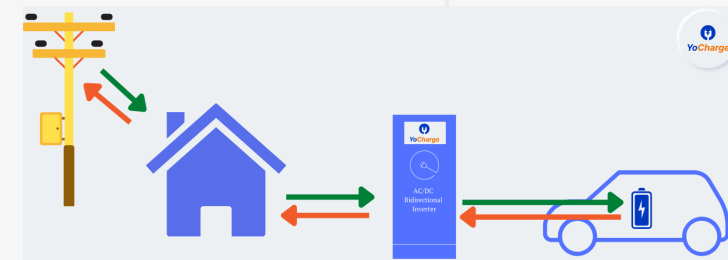 YoCharge
YoCharge
AC/DC
Bidirectional
Inverter